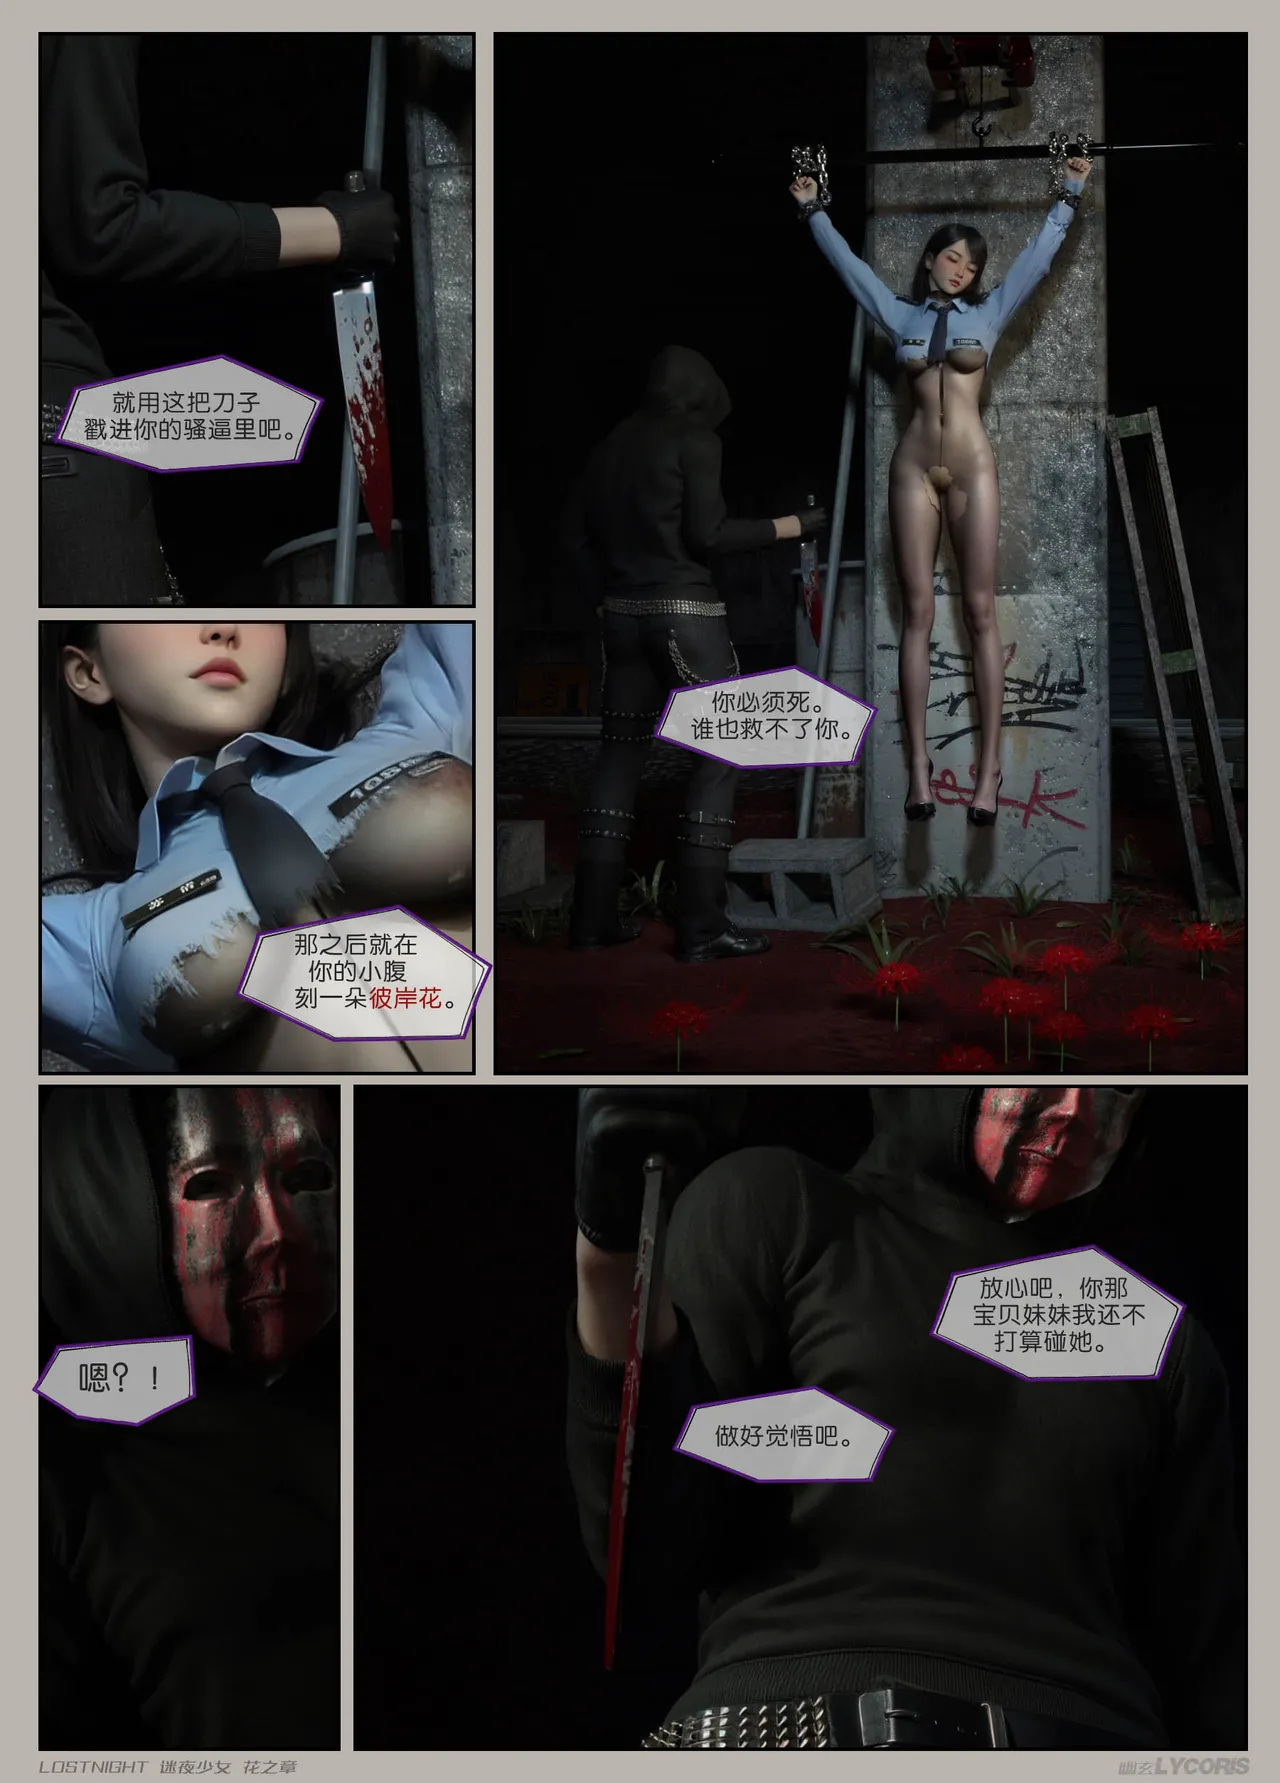 就用这把刀子
戳进你的骚逼里吧。
你必须死。
谁也救不了你。
那之后就在
你的小腹
刻一朵彼岸花。
嗯？！
放心吧，你那
宝贝妹妹我还不
打算碰她。
做好觉悟吧。
LOSTNIGHT 迷夜少女 花之章
幽玄LYCORIS